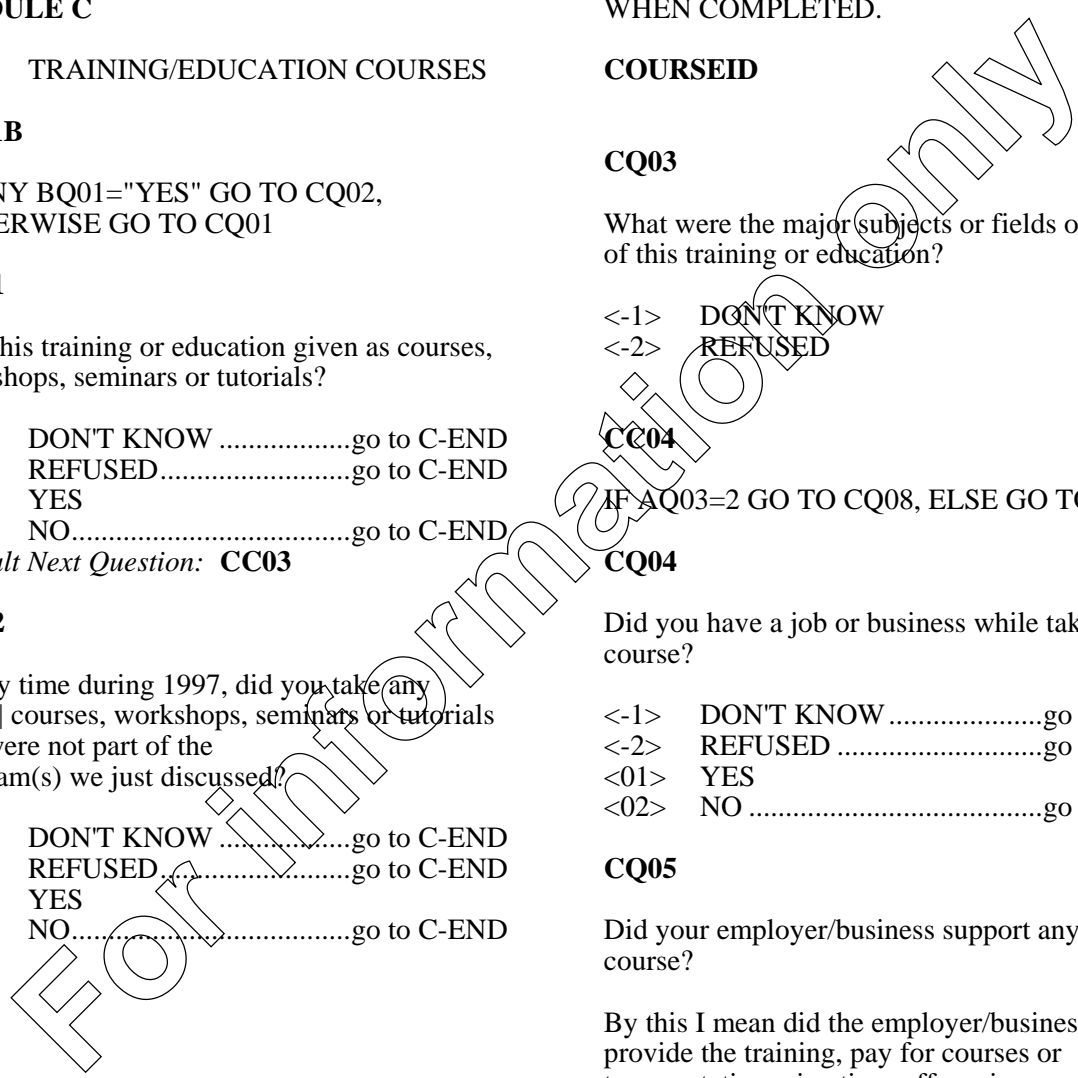 DULE C
TRAINING/EDUCATION COURSES
1B
NY BQ01="YES" GO TO CQ02,
ERWISE GO TO CQ01
1
his training or education given as courses,
shops, seminars or tutorials?
DON'T KNOW ..................go to C-END
REFUSED..........................go to C-END
YES
NO......................................go to C-END
ult Next Question: CC03
2
y time during 1997, did you take any
] courses, workshops, seminars or tutorials
were not part of the
am(s) we just discussed?
DON'T KNOW ..................go to C-END
REFUSED..........................go to C-END
YES
NO......................................go to C-END
WHEN COMPLETED.
COURSEID
CQ03
What were the major subjects or fields o
of this training or education?
<-1> DON'T KNOW
<-2> REFUSED
CC04
IF AQ03=2 GO TO CQ08, ELSE GO TO
CQ04
Did you have a job or business while tak
course?
<-1> DON'T KNOW .....................go
<-2> REFUSED ............................go
<01> YES
<02> NO ........................................go
CQ05
Did your employer/business support any
course?
By this I mean did the employer/busines
provide the training, pay for courses or
For information only